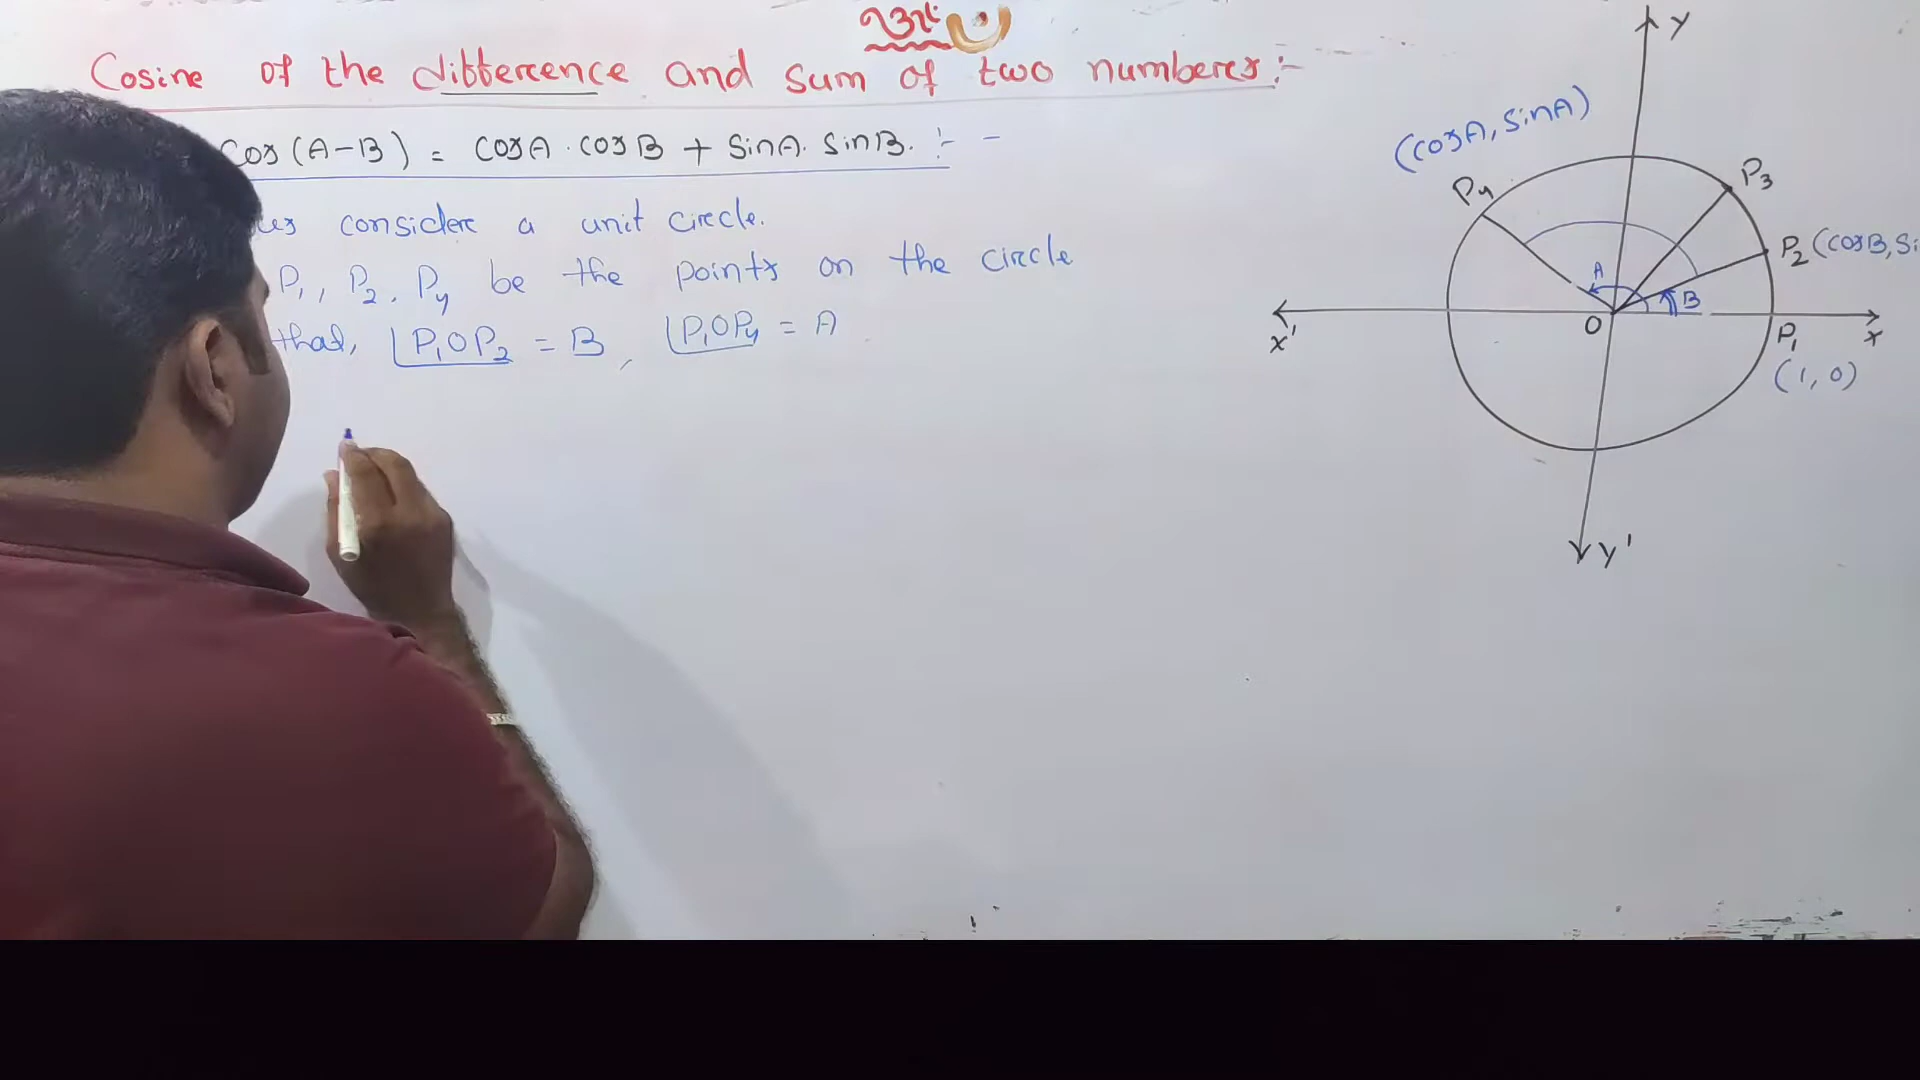 Cosine of the difference and sum of two numbers :-
Cos (A-B) = cosA . cosB + SinA. SinB. :- -
us consider a unit circle.
P1, P2, P4 be the points on the circle
that, ∠P1OP2 = B, ∠P1OP4 = A
Y
(cosA, sinA)
P4
P3
P2 (cosB, Si
A
B
O
X'
P1
X
(1, 0)
Y'